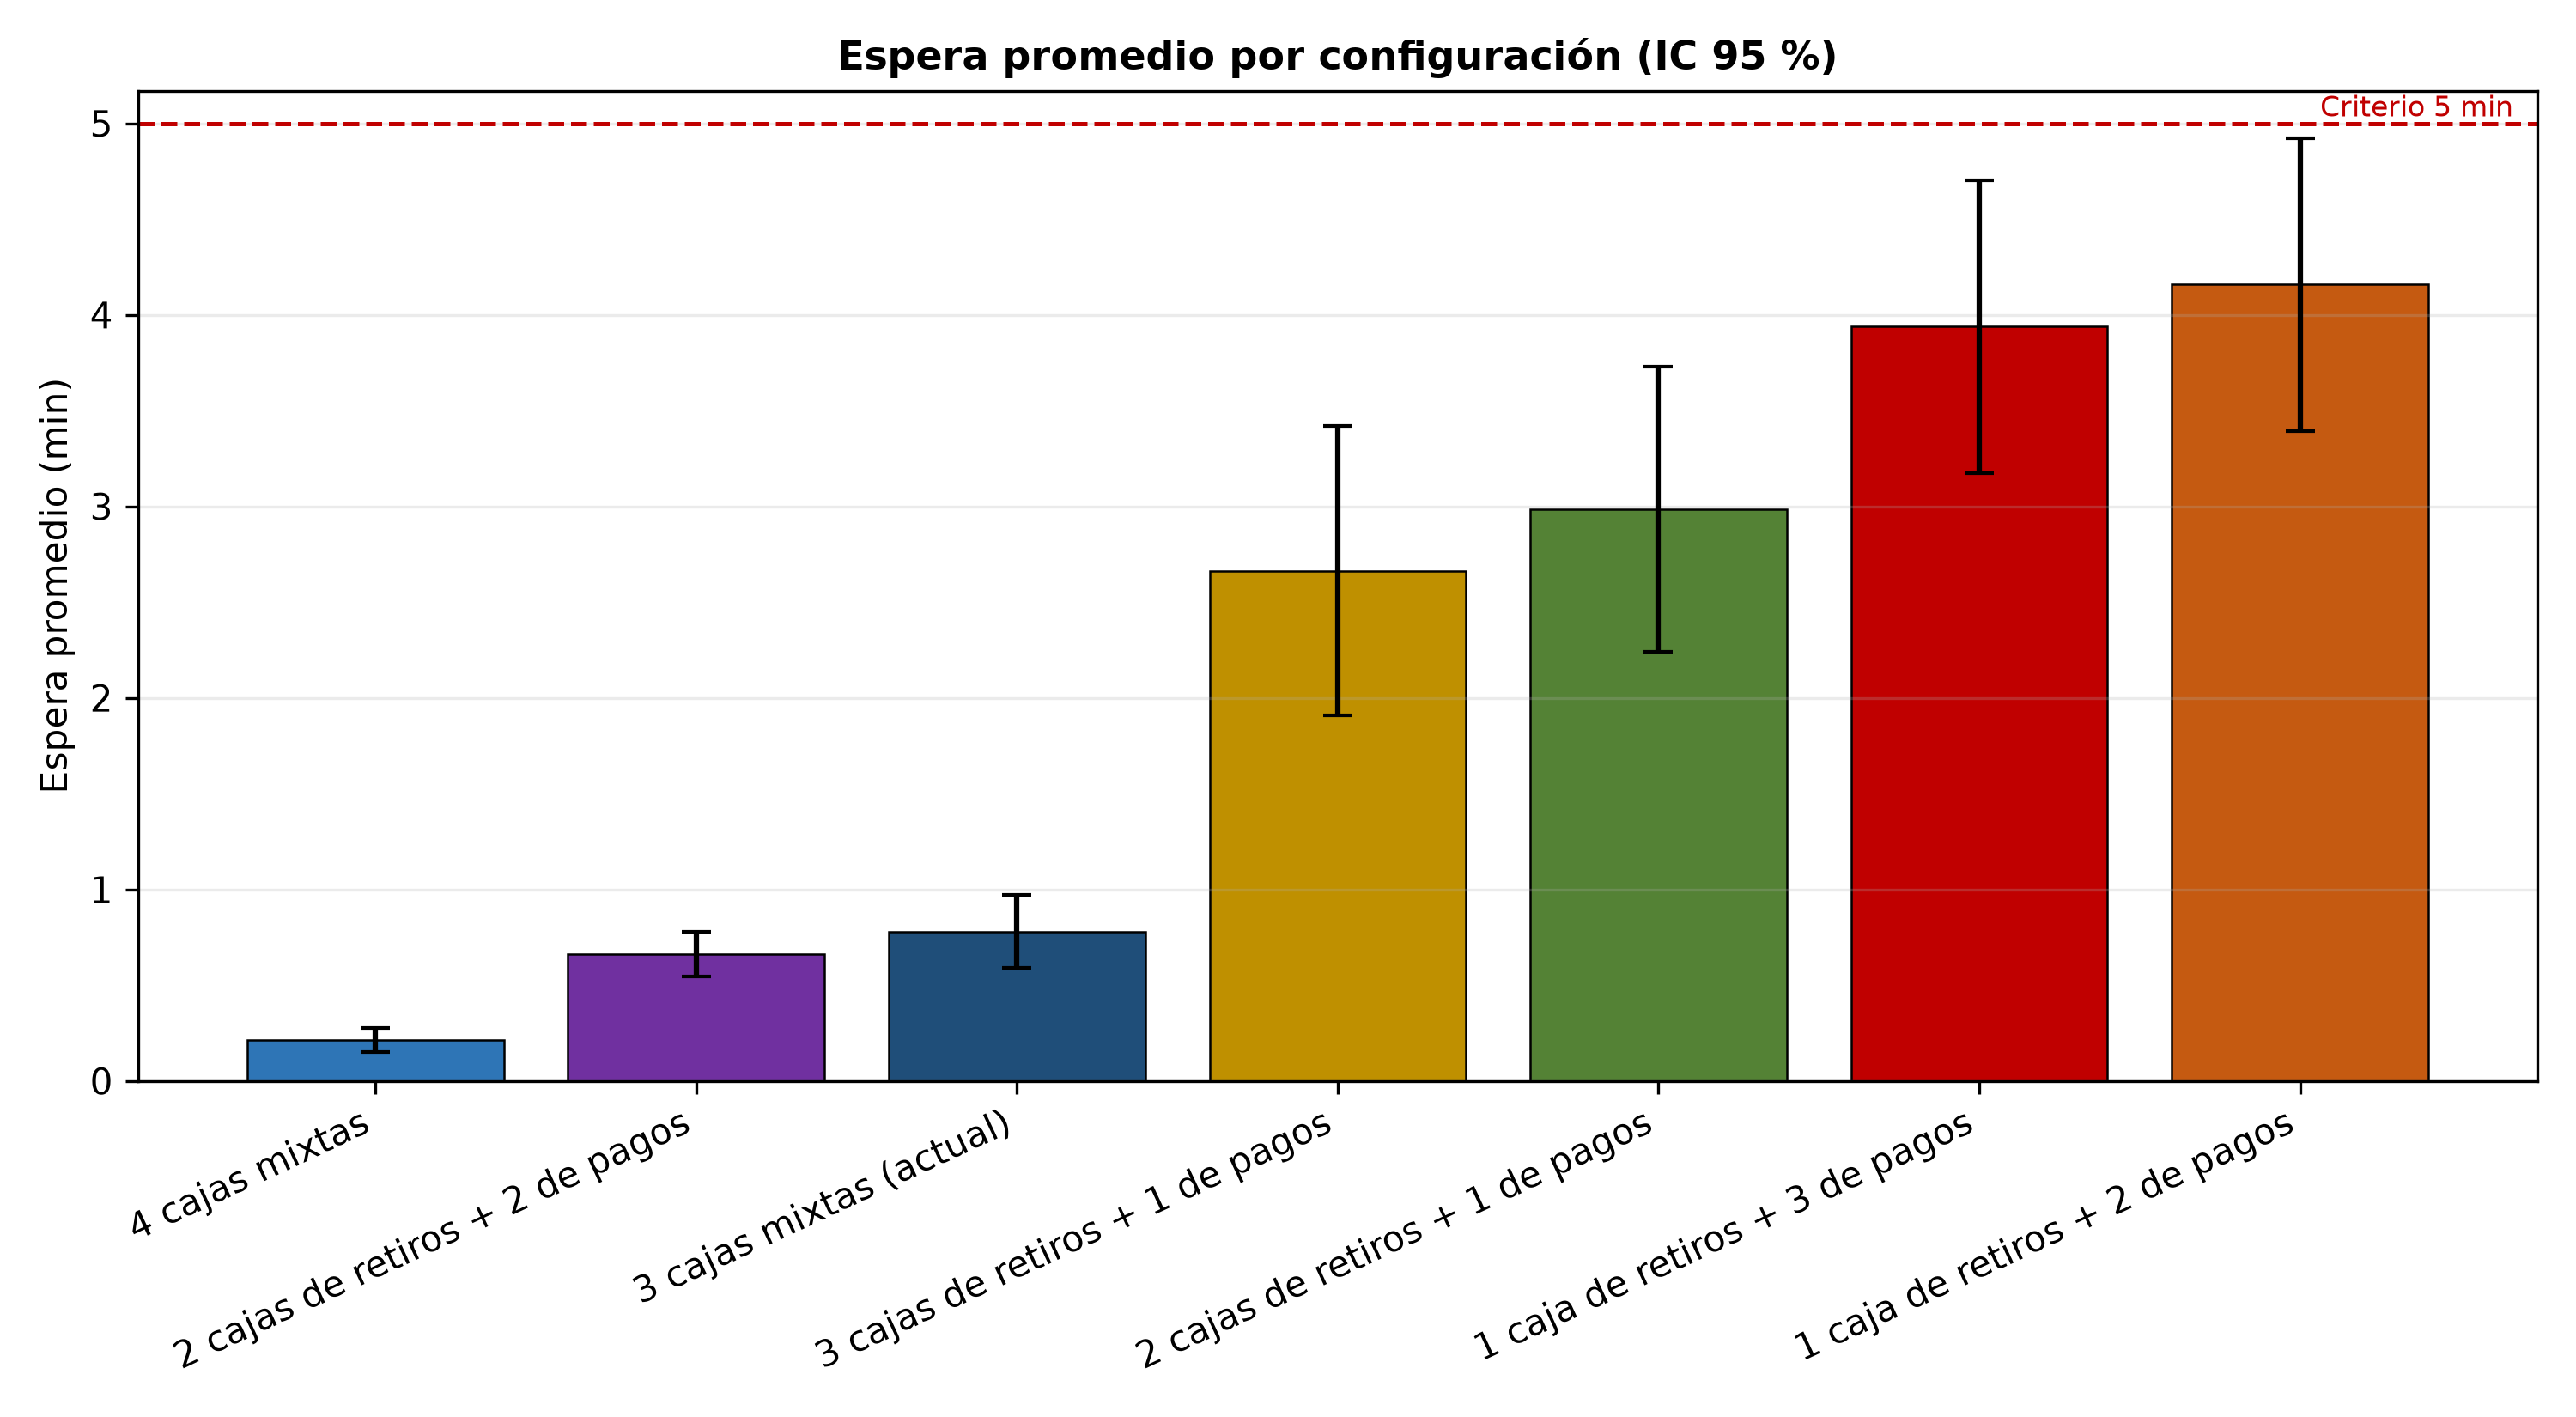 Espera promedio por configuración (IC 95 %)
Criterio 5 min
Espera promedio (min)
5
4
3
2
1
0
4 cajas mixtas
2 cajas de retiros + 2 de pagos
3 cajas mixtas (actual)
3 cajas de retiros + 1 de pagos
2 cajas de retiros + 1 de pagos
1 caja de retiros + 3 de pagos
1 caja de retiros + 2 de pagos